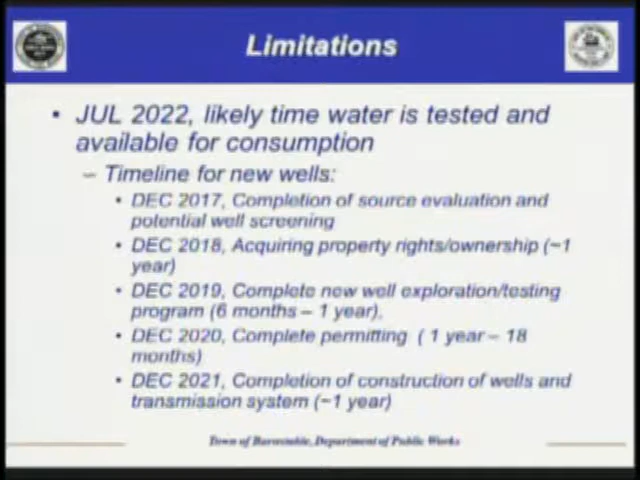 Limitations
• JUL 2022, likely time water is tested and
available for consumption
– Timeline for new wells:
• DEC 2017, Completion of source evaluation and
potential well screening
• DEC 2018, Acquiring property rights/ownership (~1
year)
• DEC 2019, Complete new well exploration/testing
program (6 months – 1 year),
• DEC 2020, Complete permitting ( 1 year – 18
months)
• DEC 2021, Completion of construction of wells and
transmission system (~1 year)
Town of Barnstable, Department of Public Works